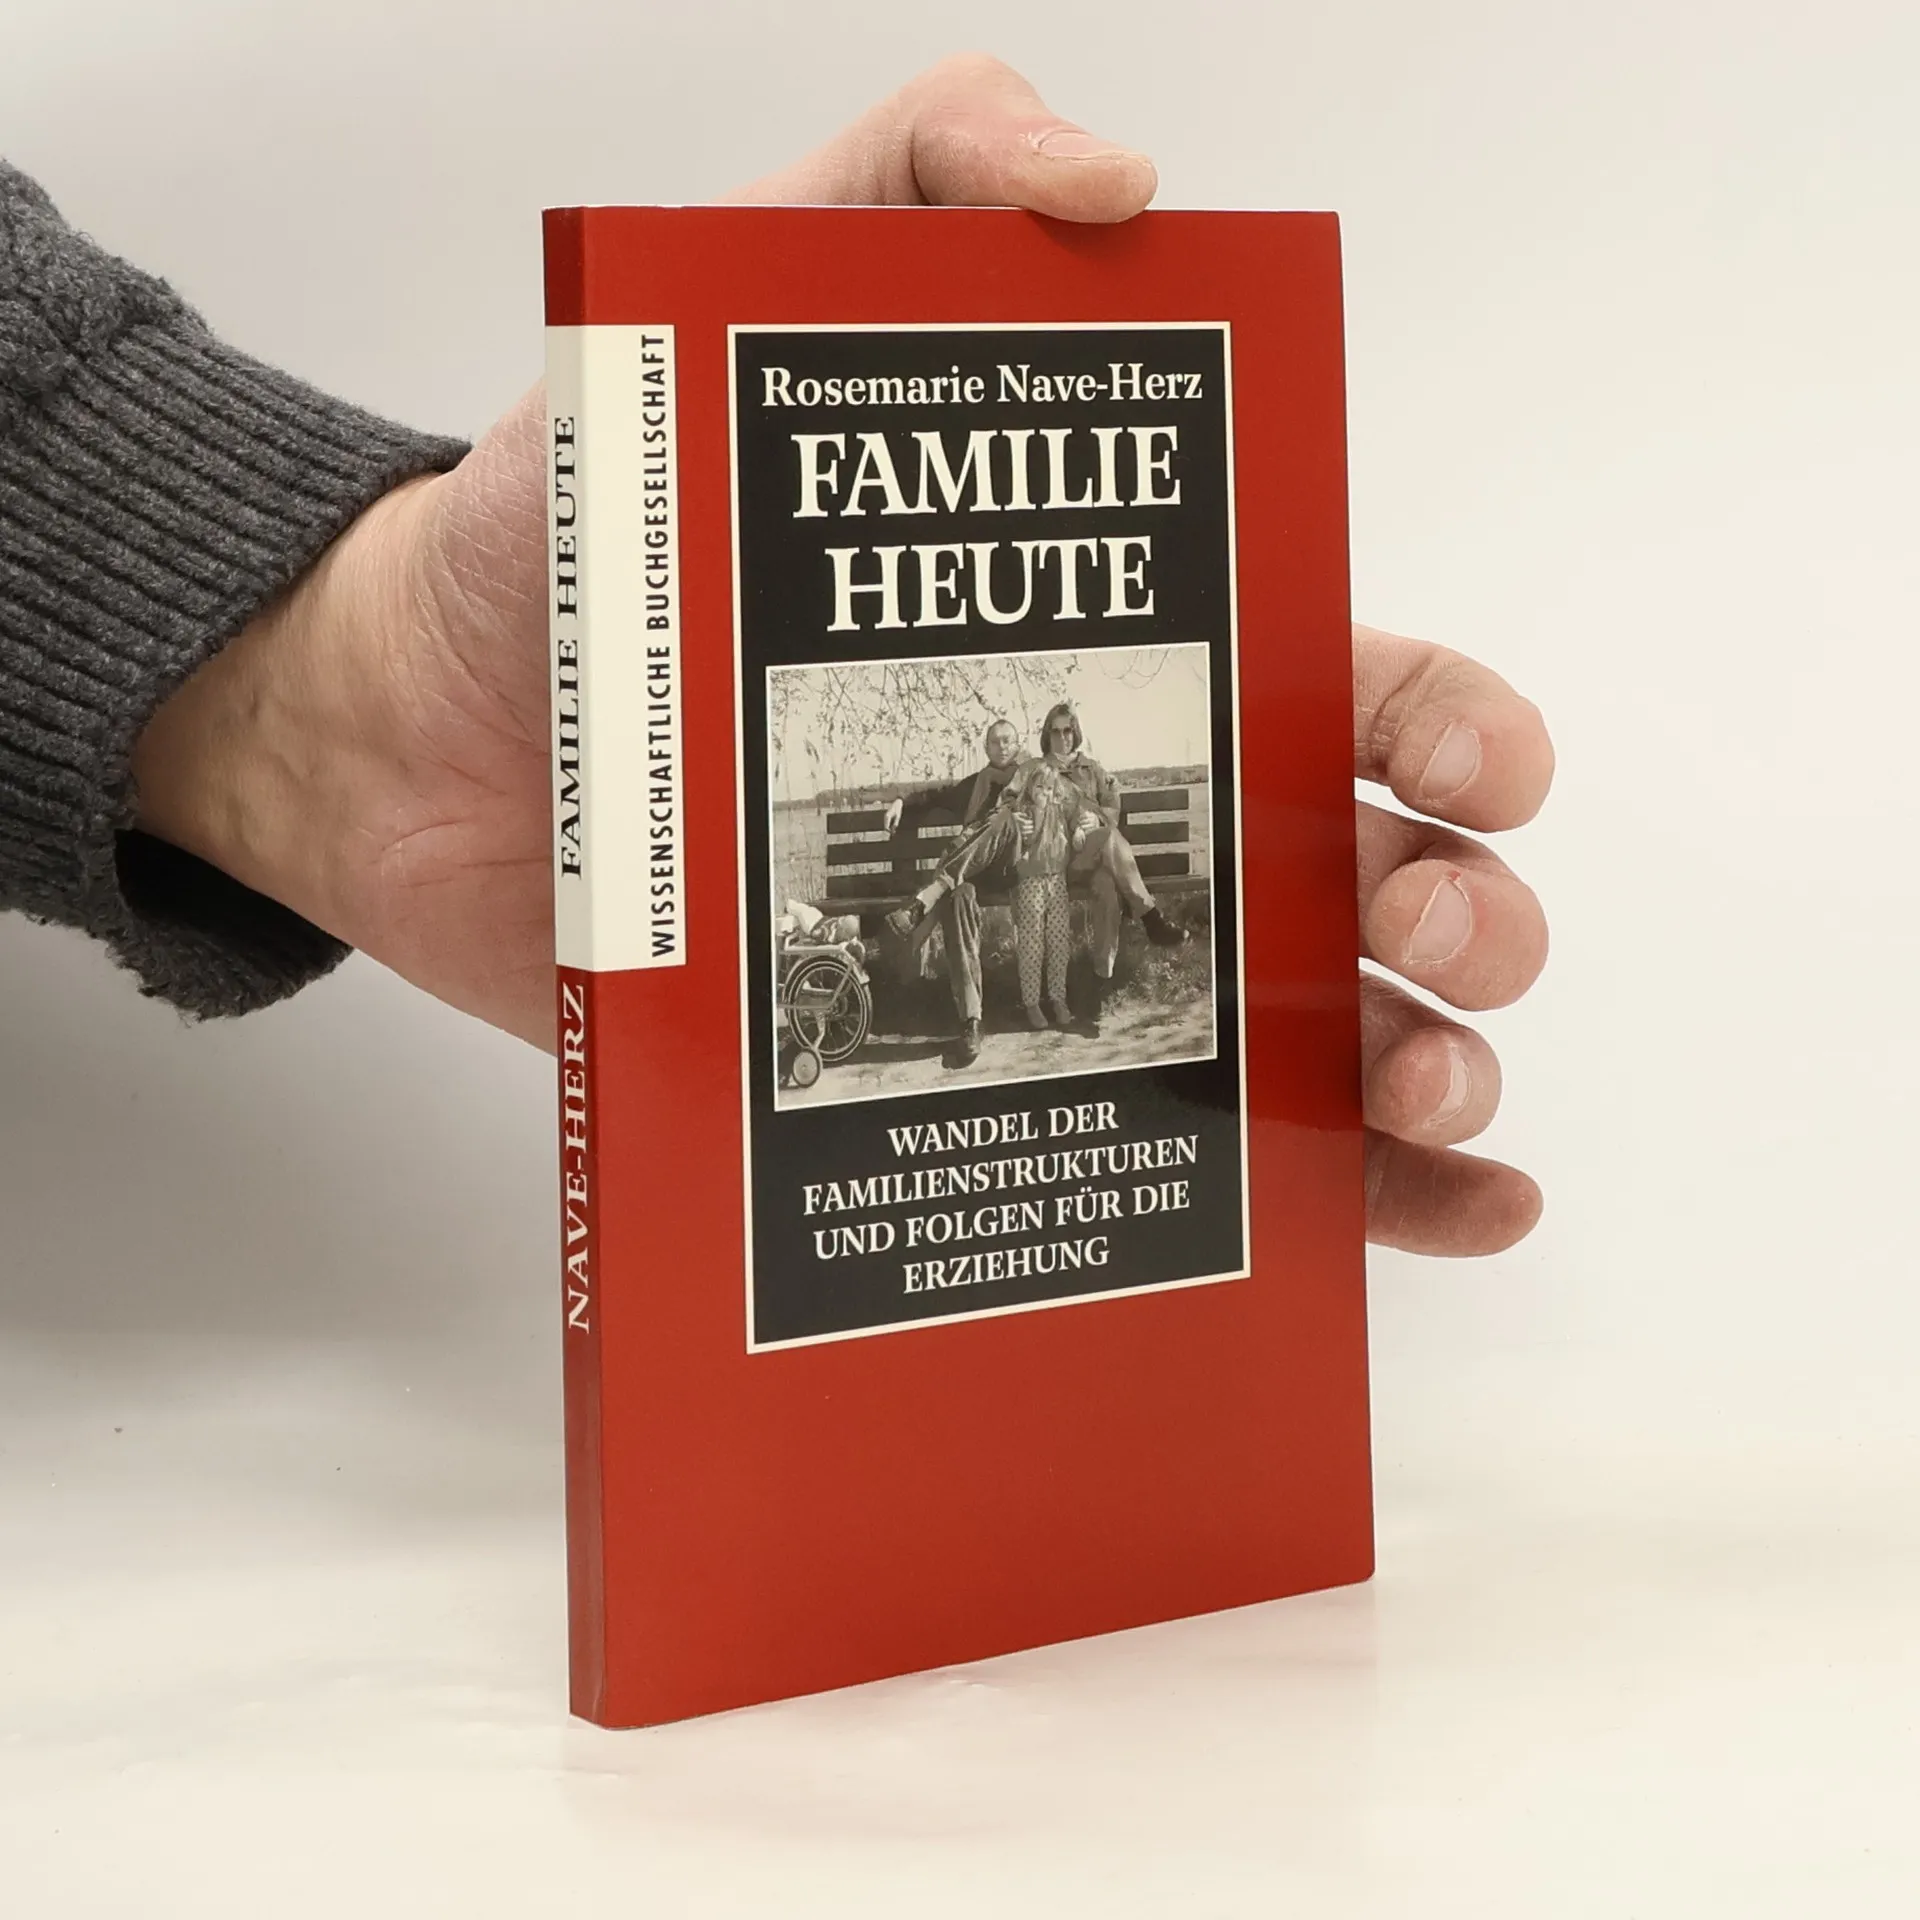 FAMILIE HEUTE
NAVE-HERZ
WISSENSCHAFTLICHE BUCHGESELLSCHAFT
Rosemarie Nave-Herz
FAMILIE
HEUTE
WANDEL DER
FAMILIENSTRUKTUREN
UND FOLGEN FÜR DIE
ERZIEHUNG